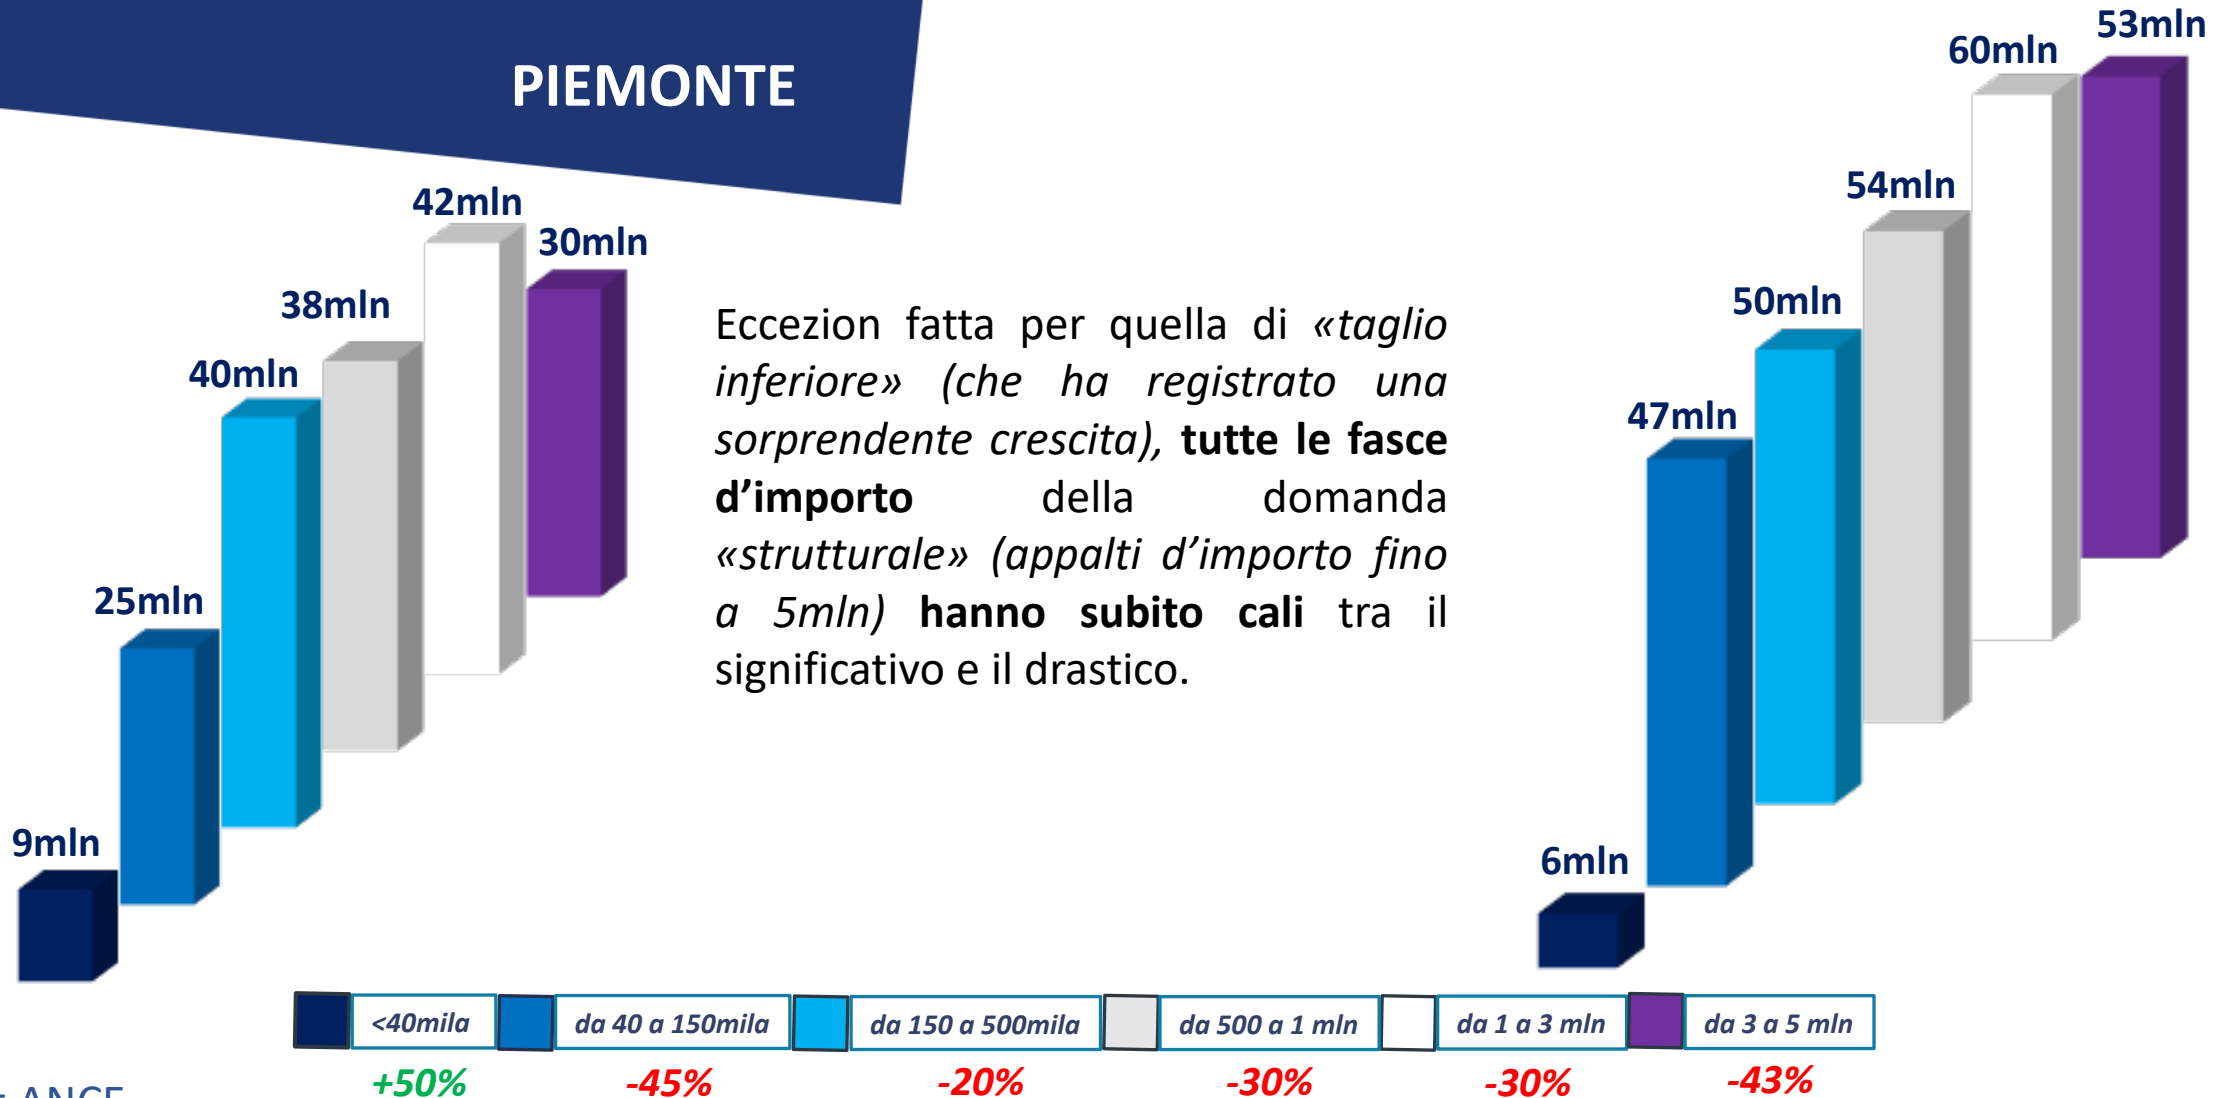 PIEMONTE
42mln
30mln
38mln
40mln
25mln
9mln
Eccezion fatta per quella di «taglio
inferiore» (che ha registrato una
sorprendente crescita), tutte le fasce
d’importo della domanda
«strutturale» (appalti d’importo fino
a 5mln) hanno subito cali tra il
significativo e il drastico.
53mln
60mln
54mln
50mln
47mln
6mln
<40mila da 40 a 150mila da 150 a 500mila da 500 a 1 mln da 1 a 3 mln da 3 a 5 mln
+50% -45% -20% -30% -30% -43%
ANCE